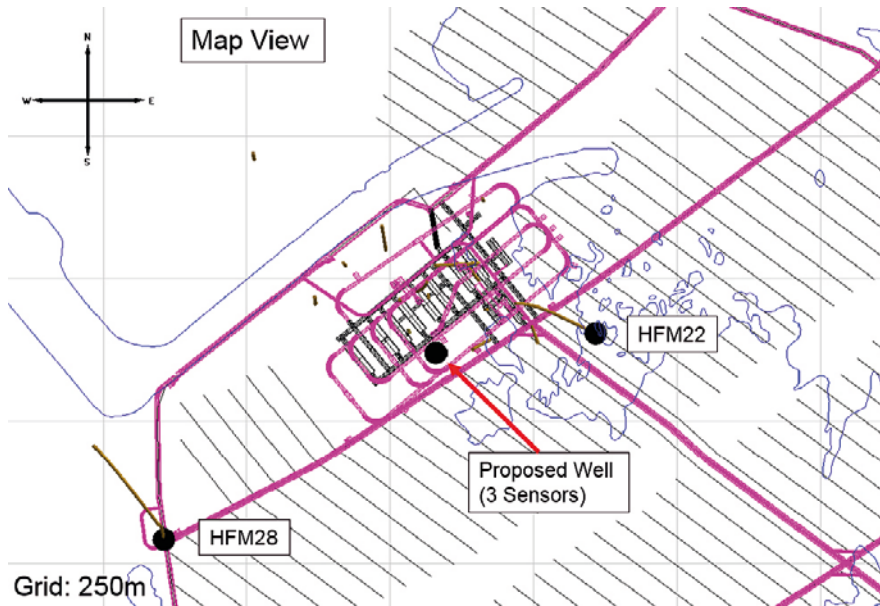 Map View
N
W E
S
HFM22
Proposed Well
(3 Sensors)
HFM28
Grid: 250m